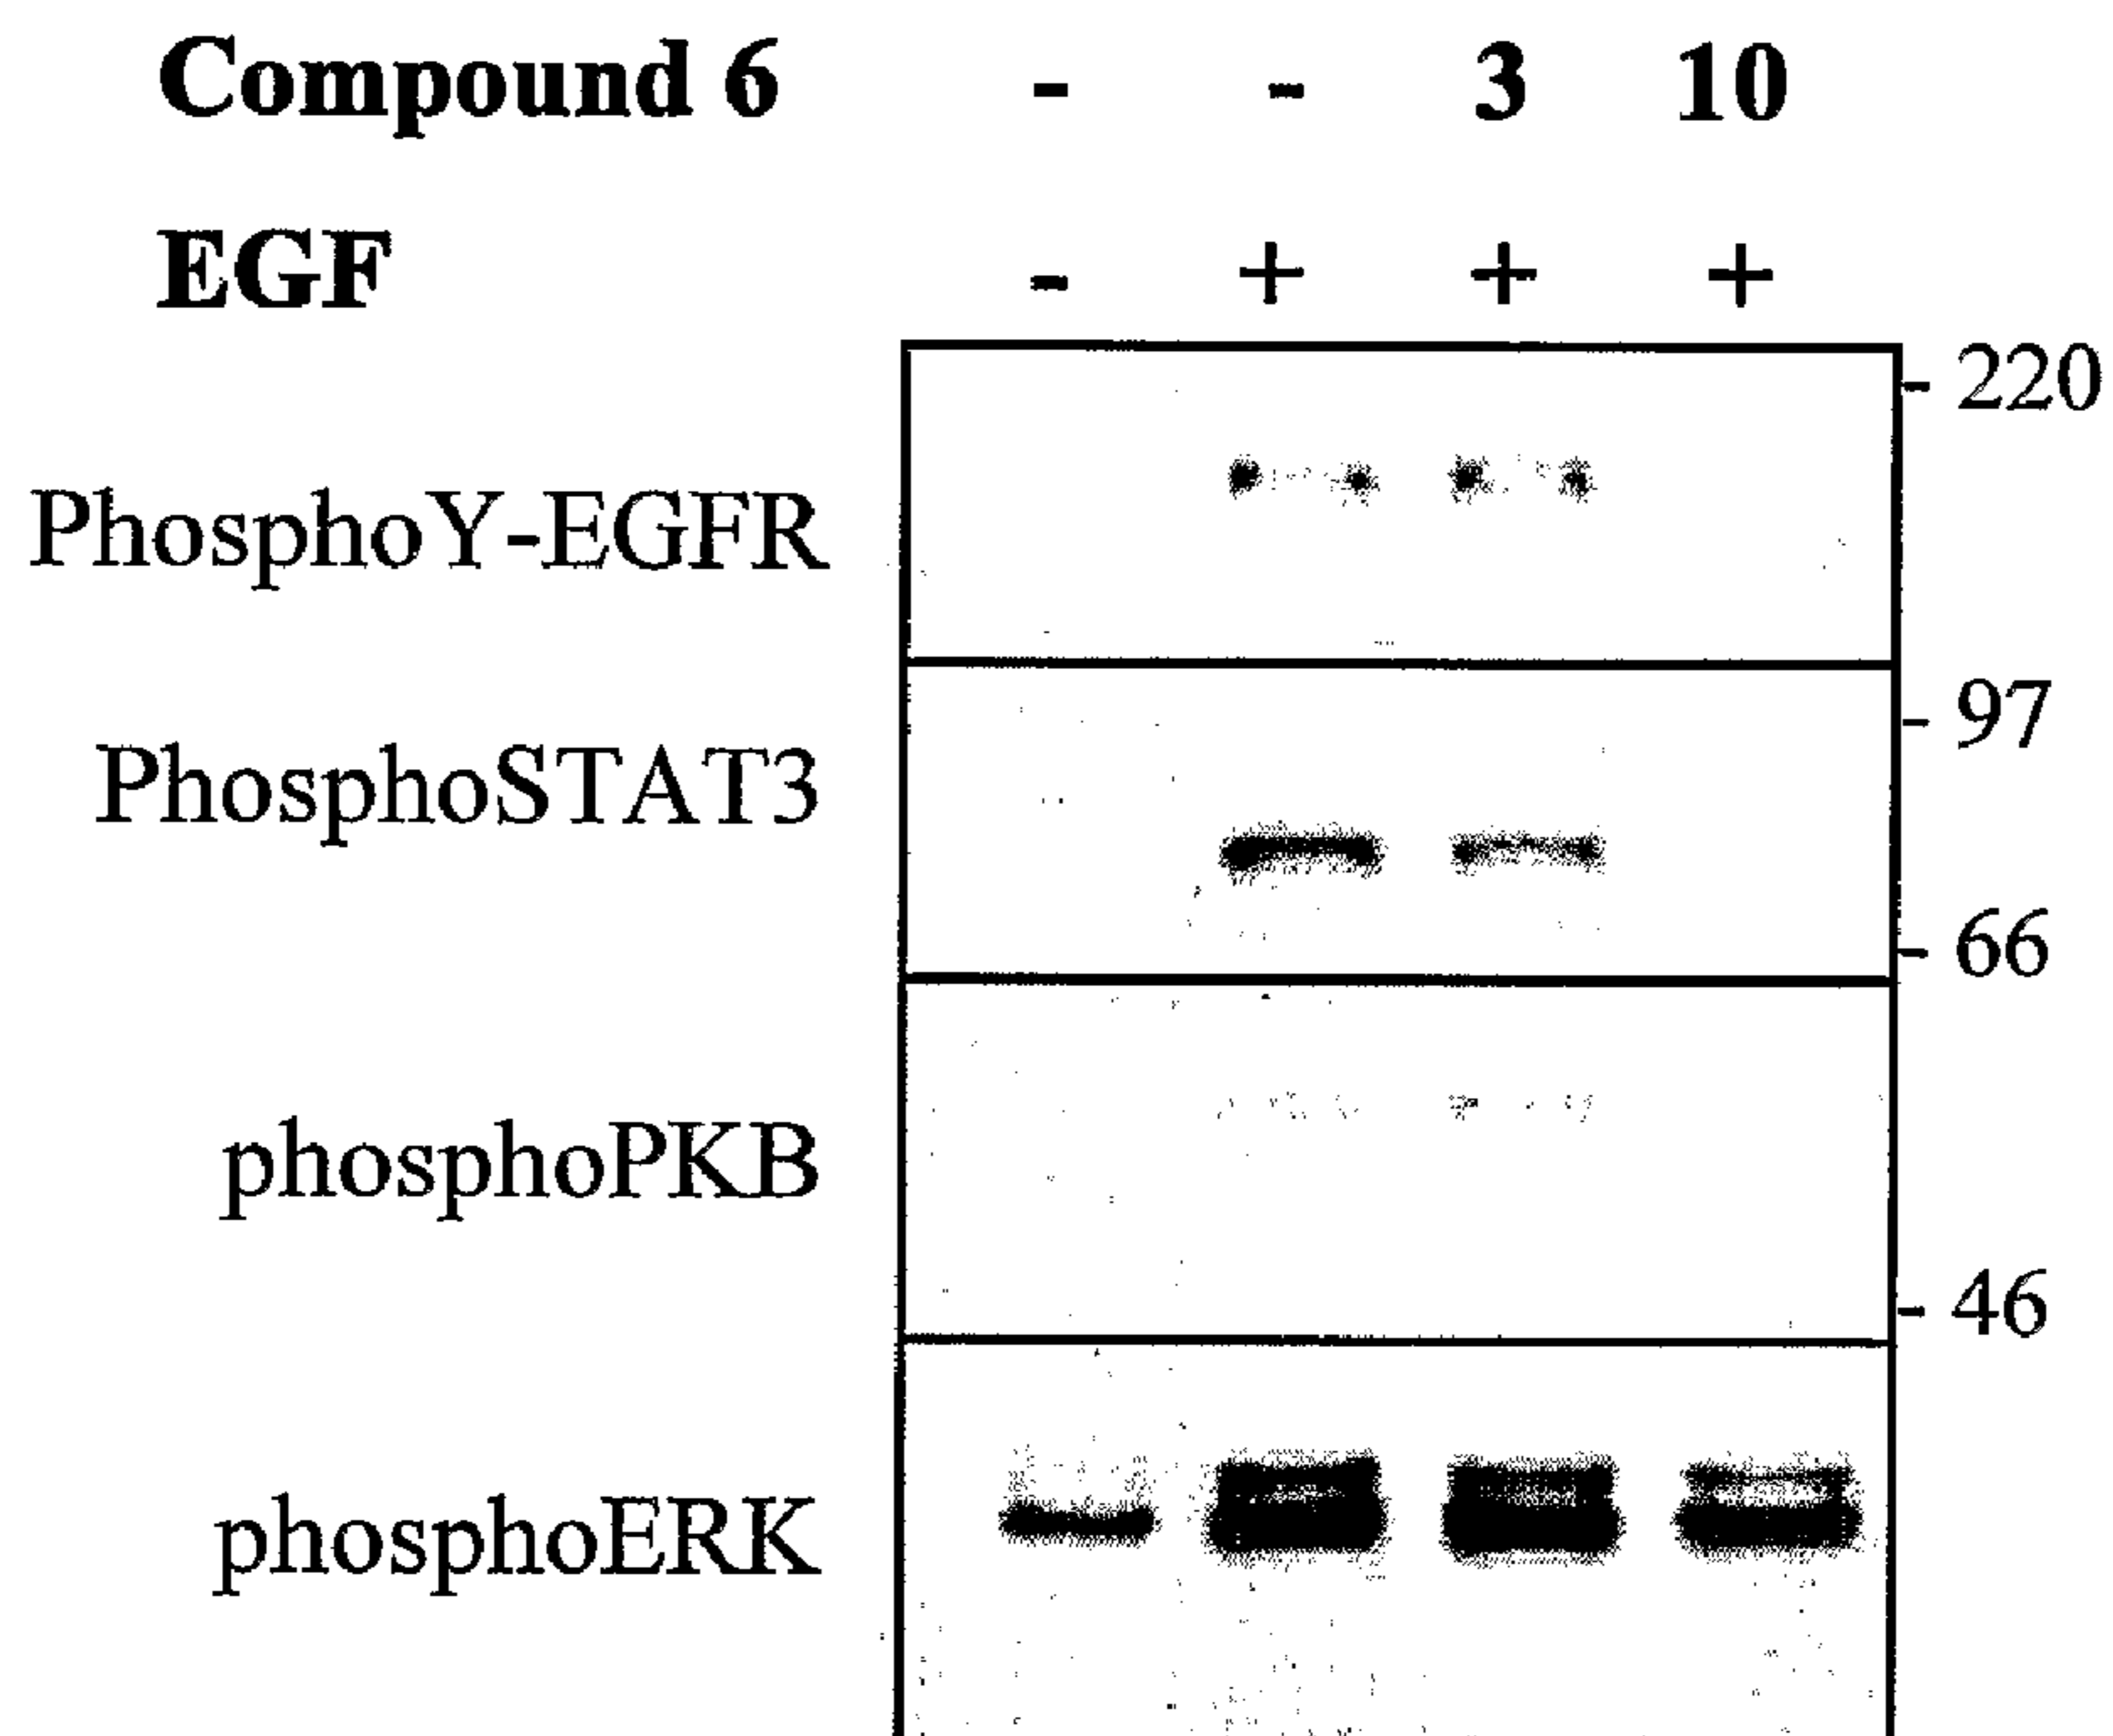 Compound 6 - - 3 10
EGF - + + +
- 220
PhosphoY-EGFR
- 97
PhosphoSTAT3
- 66
phosphoPKB
- 46
phosphoERK